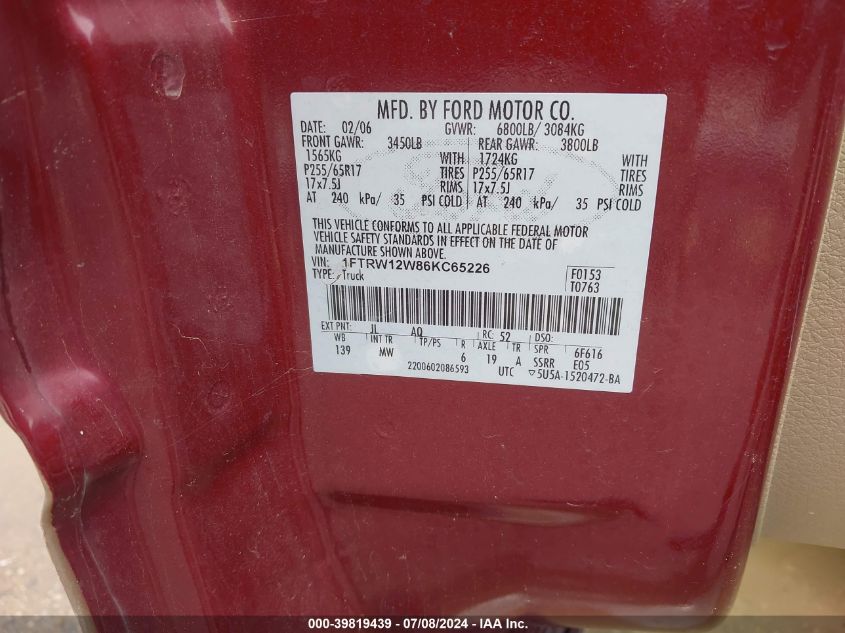 MFD. BY FORD MOTOR CO.
DATE: 02/06 GVWR: 6800LB/ 3084KG
FRONT GAWR: 3450LB REAR GAWR: 3800LB
1565KG WITH 1724KG WITH
P255/65R17 TIRES P255/65R17 TIRES
17x7.5J RIMS 17x7.5J RIMS
AT 240 kPa/ 35 PSI COLD AT 240 kPa/ 35 PSI COLD
THIS VEHICLE CONFORMS TO ALL APPLICABLE FEDERAL MOTOR
VEHICLE SAFETY STANDARDS IN EFFECT ON THE DATE OF
MANUFACTURE SHOWN ABOVE.
VIN: 1FTRW12W86KC65226 F0153
TYPE: Truck T0763
EXT PNT: JL AQ RC: 52 DSO:
WB INT TR TP/PS R AXLE TR SPR 6F616
139 MW 6 19 A SSRR E05
2200602086593 UTC ▽5U5A-1520472-BA
000-39819439 - 07/08/2024 - IAAI.com